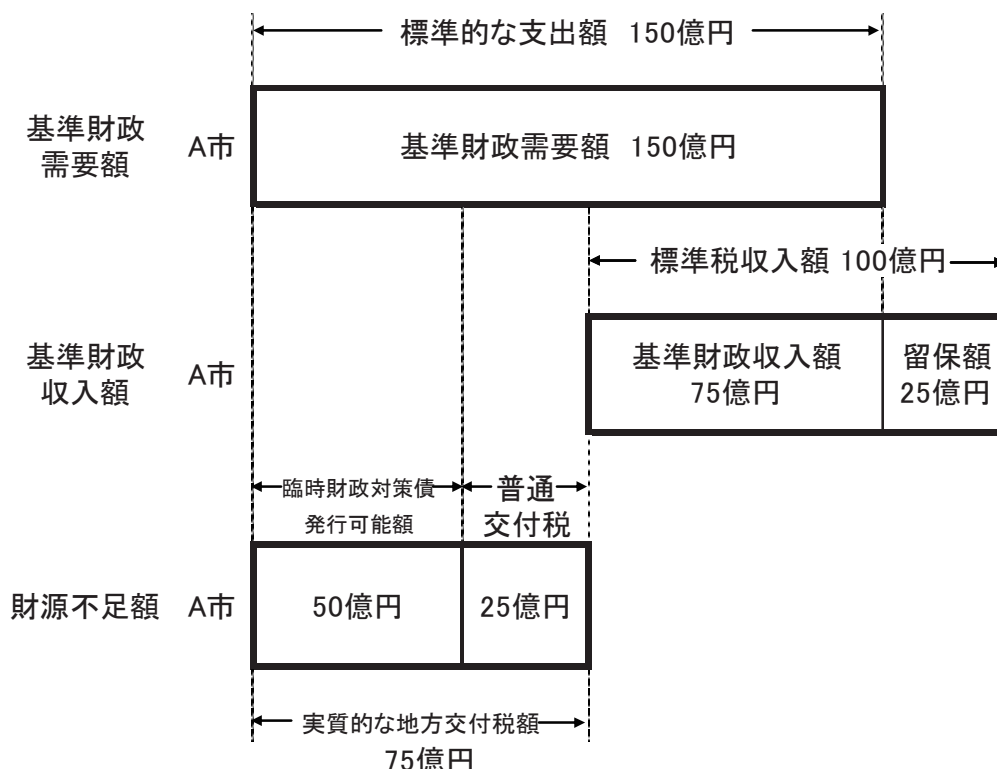 標準的な支出額 150億円
基準財政
需要額
A市
基準財政需要額 150億円
標準税収入額 100億円
基準財政
収入額
A市
基準財政収入額
75億円
留保額
25億円
臨時財政対策債
発行可能額
普通
交付税
財源不足額
A市
50億円
25億円
実質的な地方交付税額
75億円